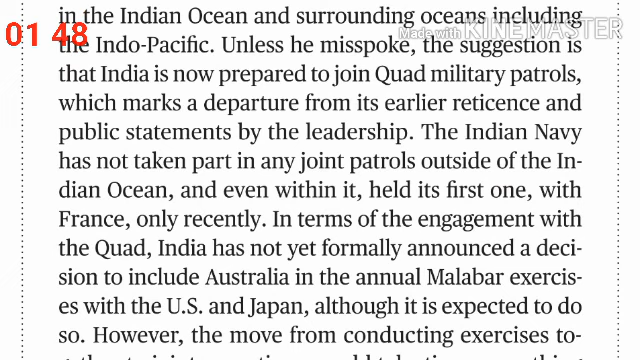 in the Indian Ocean and surrounding oceans including
01 48
Made with KINEMASTER
the Indo-Pacific. Unless he misspoke, the suggestion is
that India is now prepared to join Quad military patrols,
which marks a departure from its earlier reticence and
public statements by the leadership. The Indian Navy
has not taken part in any joint patrols outside of the In-
dian Ocean, and even within it, held its first one, with
France, only recently. In terms of the engagement with
the Quad, India has not yet formally announced a deci-
sion to include Australia in the annual Malabar exercis-
es with the U.S. and Japan, although it is expected to do
so. However, the move from conducting exercises to-